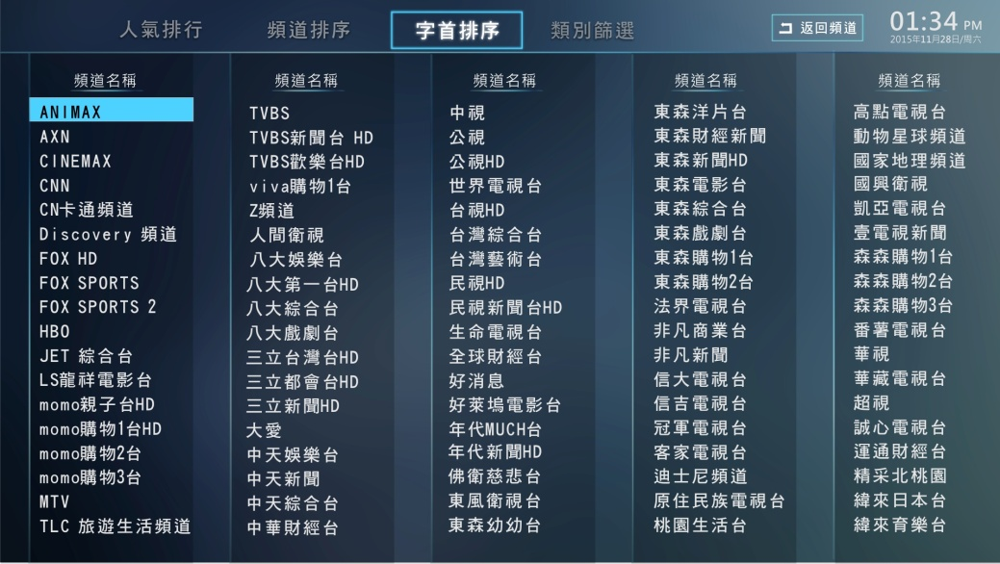 人氣排行
頻道排序
字首排序
類別篩選
返回頻道
01:34 PM
2015年11月28日/周六
頻道名稱
ANIMAX
AXN
CINEMAX
CNN
CN卡通頻道
Discovery 頻道
FOX HD
FOX SPORTS
FOX SPORTS 2
HBO
JET 綜合台
LS龍祥電影台
momo親子台HD
momo購物1台HD
momo購物2台
momo購物3台
MTV
TLC 旅遊生活頻道
頻道名稱
TVBS
TVBS新聞台 HD
TVBS歡樂台HD
viva購物1台
Z頻道
人間衛視
八大娛樂台
八大第一台HD
八大綜合台
八大戲劇台
三立台灣台HD
三立都會台HD
三立新聞HD
大愛
中天娛樂台
中天新聞
中天綜合台
中華財經台
頻道名稱
中視
公視
公視HD
世界電視台
台視HD
台灣綜合台
台灣藝術台
民視HD
民視新聞台HD
生命電視台
全球財經台
好消息
好萊塢電影台
年代MUCH台
年代新聞HD
佛衛慈悲台
東風衛視台
東森幼幼台
頻道名稱
東森洋片台
東森財經新聞
東森新聞HD
東森電影台
東森綜合台
東森戲劇台
東森購物1台
東森購物2台
法界電視台
非凡商業台
非凡新聞
信大電視台
信吉電視台
冠軍電視台
客家電視台
迪士尼頻道
原住民族電視台
桃園生活台
頻道名稱
高點電視台
動物星球頻道
國家地理頻道
國興衛視
凱亞電視台
壹電視新聞
森森購物1台
森森購物2台
森森購物3台
番薯電視台
華視
華藏電視台
超視
誠心電視台
運通財經台
精采北桃園
緯來日本台
緯來育樂台